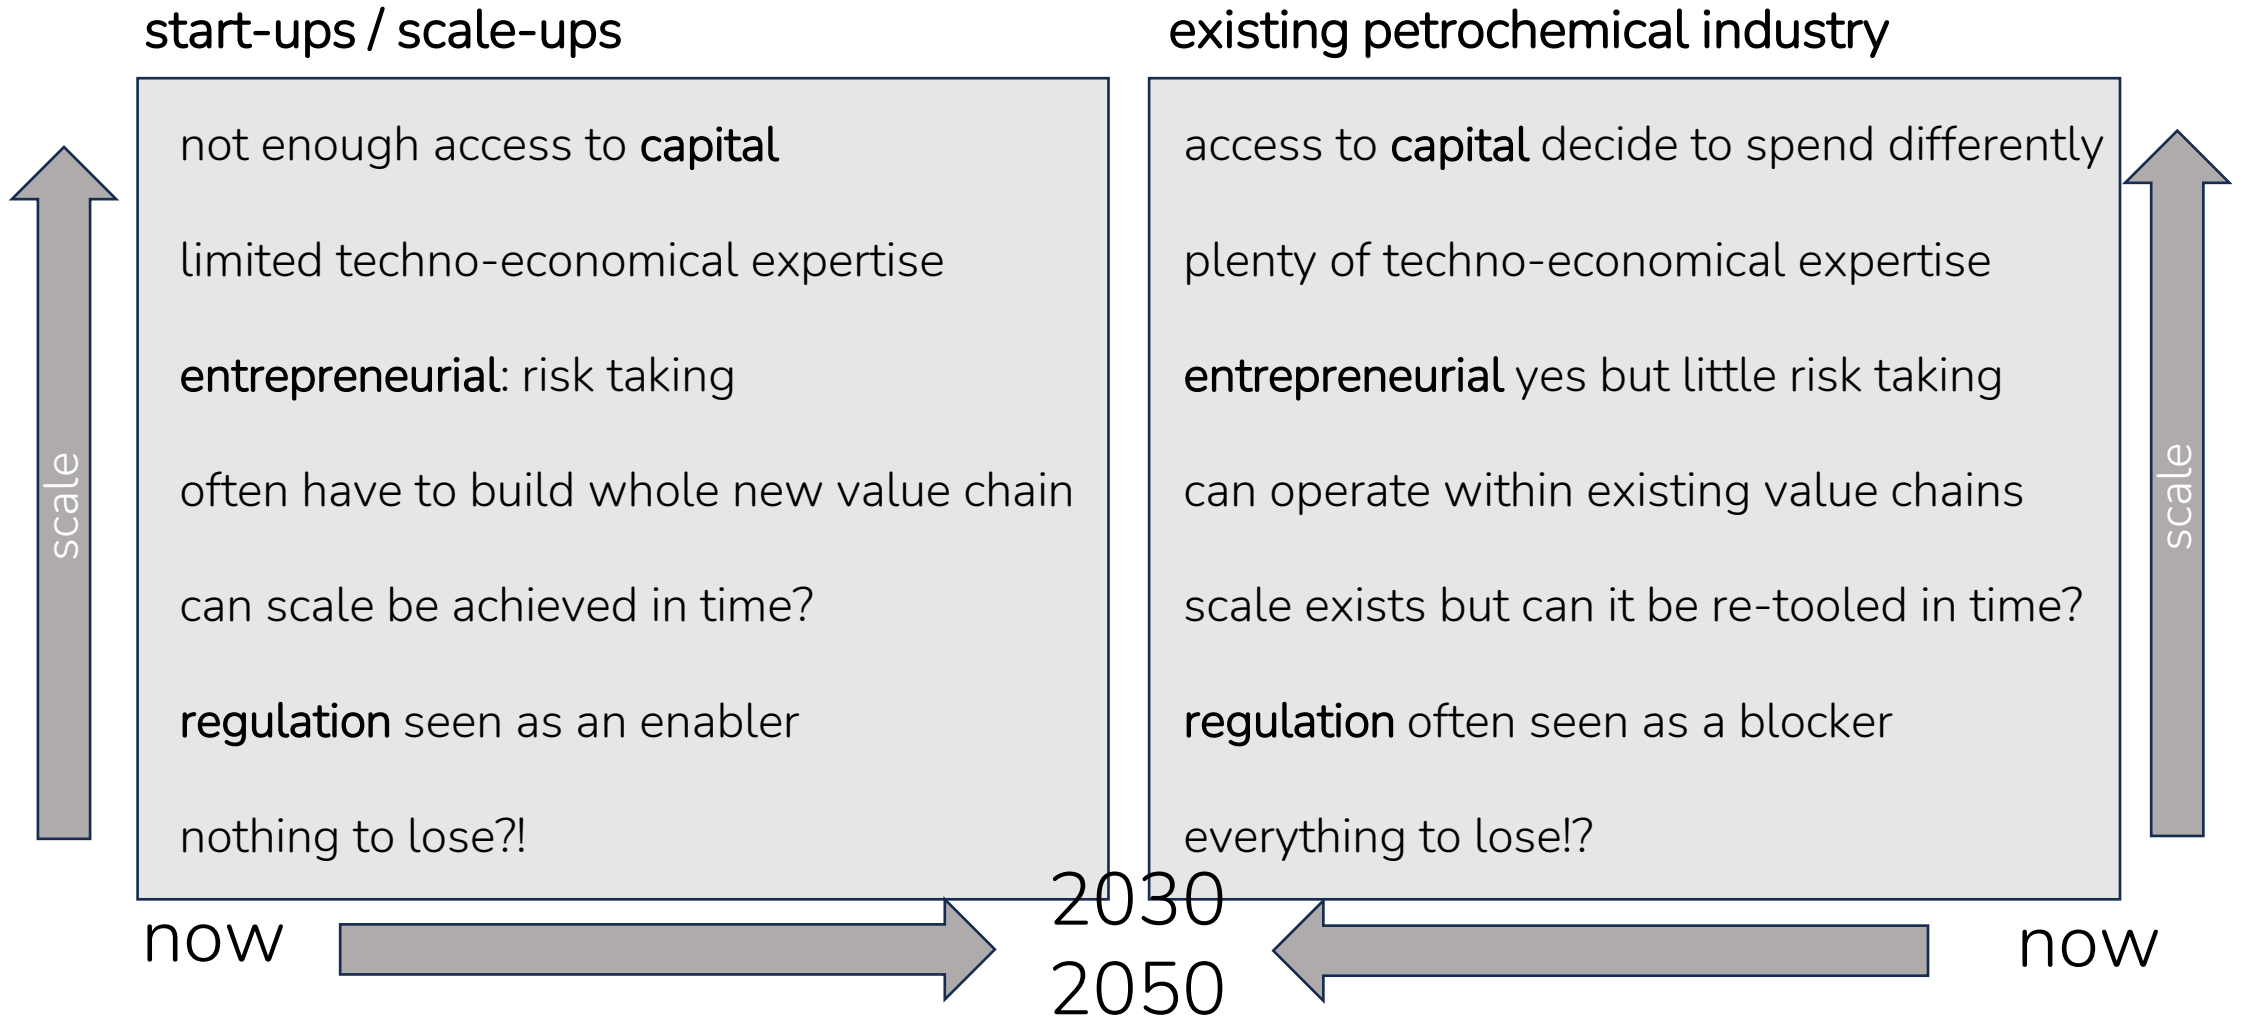 start-ups / scale-ups
existing petrochemical industry
not enough access to capital
limited techno-economical expertise
entrepreneurial: risk taking
often have to build whole new value chain
can scale be achieved in time?
regulation seen as an enabler
nothing to lose?!
access to capital decide to spend differently
plenty of techno-economical expertise
entrepreneurial yes but little risk taking
can operate within existing value chains
scale exists but can it be re-tooled in time?
regulation often seen as a blocker
everything to lose!?
scale
scale
now
2030
2050
now